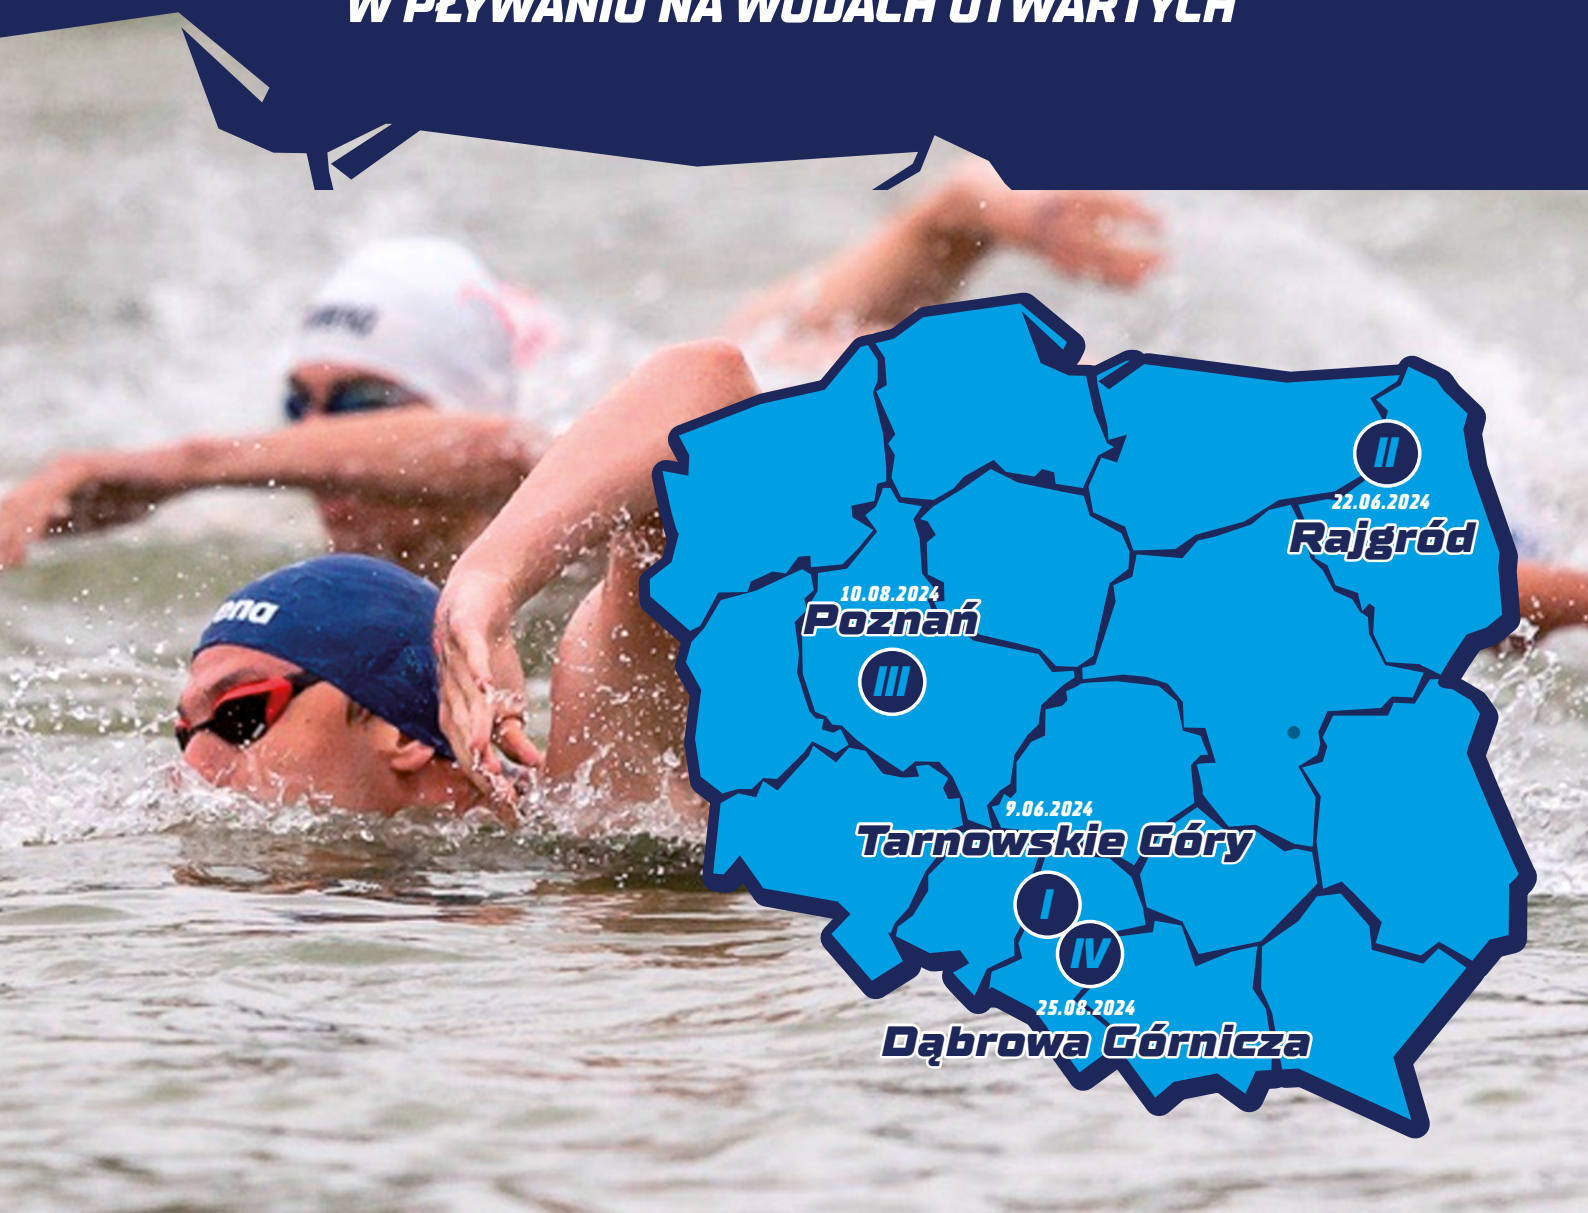 W PŁYWANIU NA WODACH OTWARTYCH
II
22.06.2024
Rajgród
10.08.2024
Poznań
III
9.06.2024
Tarnowskie Góry
I
IV
25.08.2024
Dąbrowa Górnicza
ena